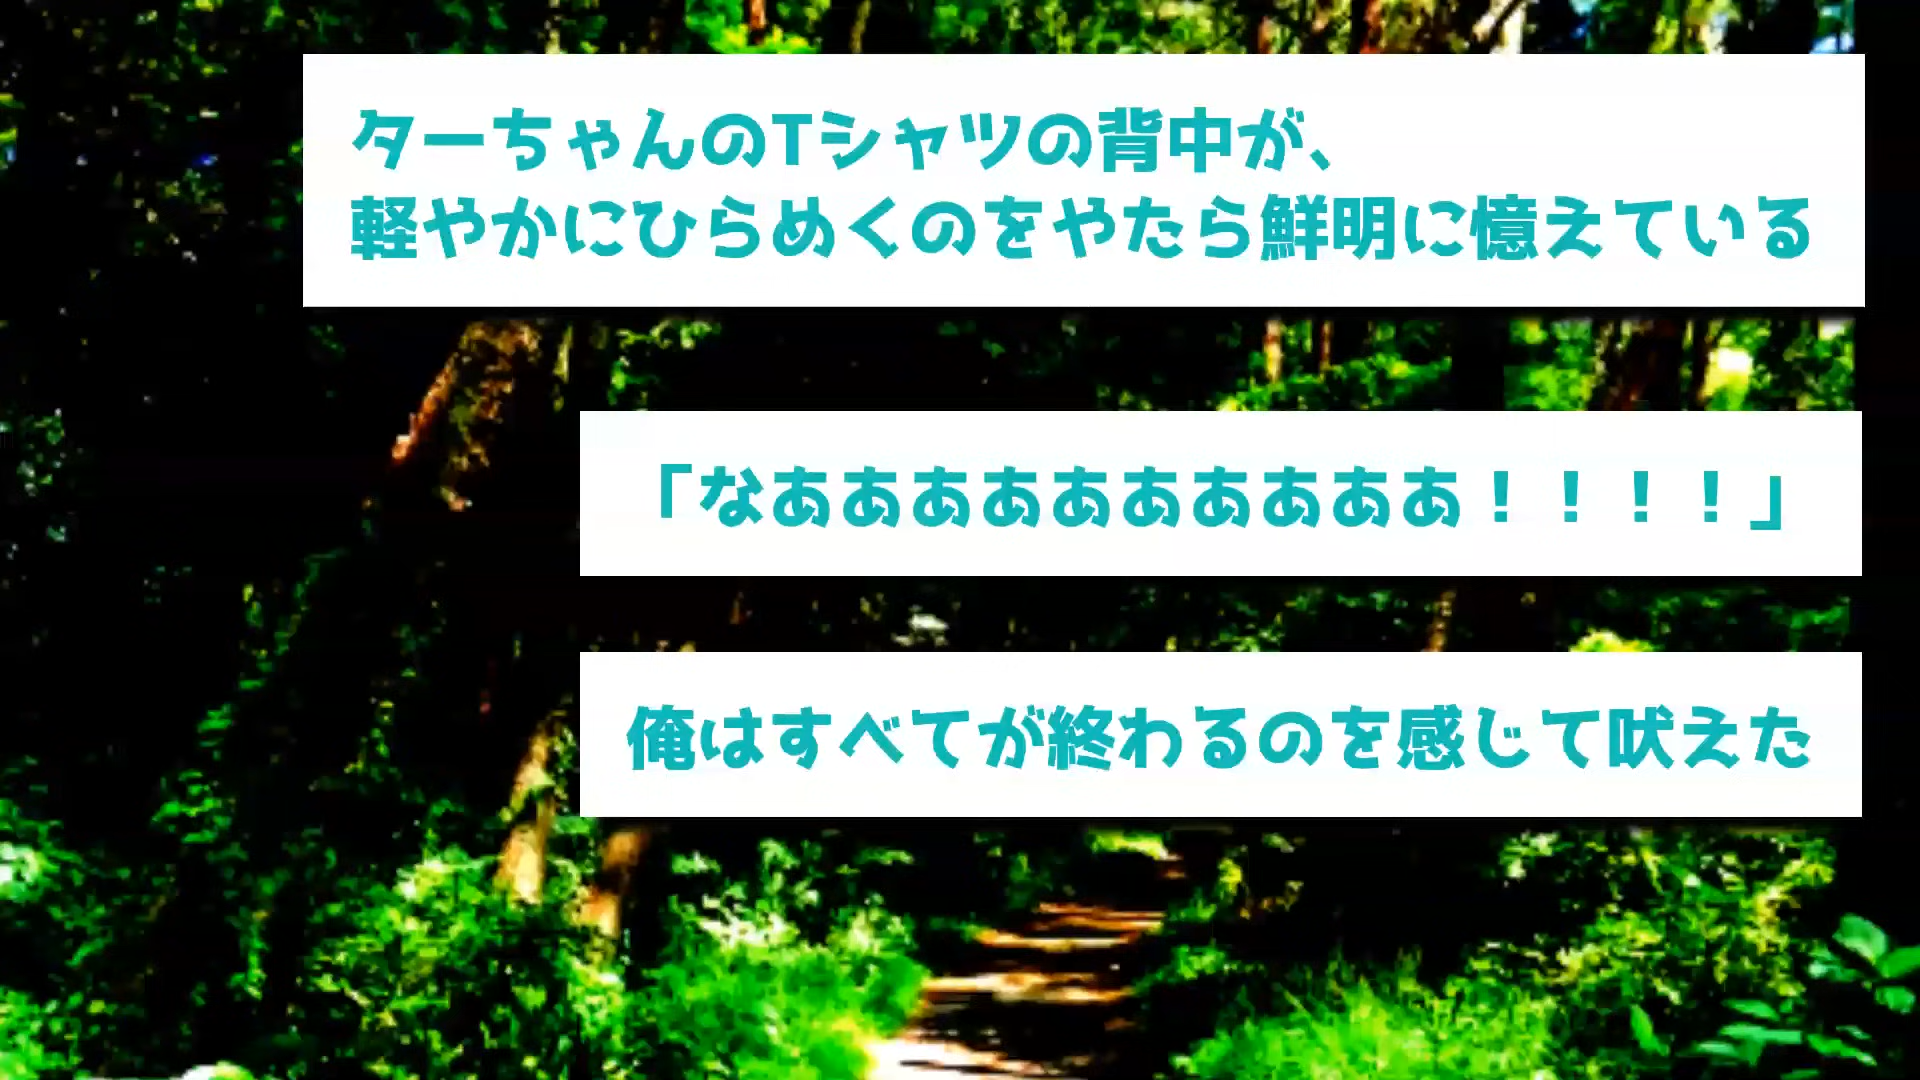 ターちゃんのTシャツの背中が、
軽やかにひらめくのをやたら鮮明に憶えている
「なああああああああああ！！！！」
俺はすべてが終わるのを感じて吠えた